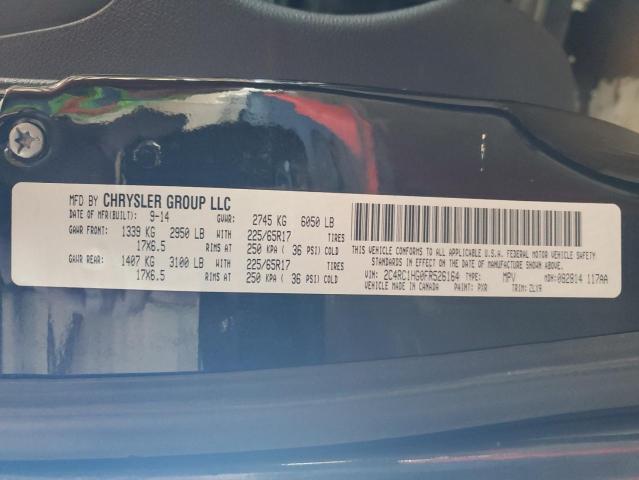 MFD BY CHRYSLER GROUP LLC
DATE OF MFR(BUILT): 9-14 GVWR: 2745 KG 6050 LB
GAWR FRONT: 1339 KG 2950 LB WITH 225/65R17 TIRES
17X6.5 RIMS AT 250 KPA ( 36 PSI) COLD
GAWR REAR: 1407 KG 3100 LB WITH 225/65R17 TIRES
17X6.5 RIMS AT 250 KPA ( 36 PSI) COLD
THIS VEHICLE CONFORMS TO ALL APPLICABLE U.S.A. FEDERAL MOTOR VEHICLE SAFETY
STANDARDS IN EFFECT ON THE DATE OF MANUFACTURE SHOWN ABOVE.
VIN: 2C4RC1HG0FR526164 TYPE: MPV MDH: 092814 117AA
VEHICLE MADE IN CANADA PAINT: PXR TRIM: ZLX9